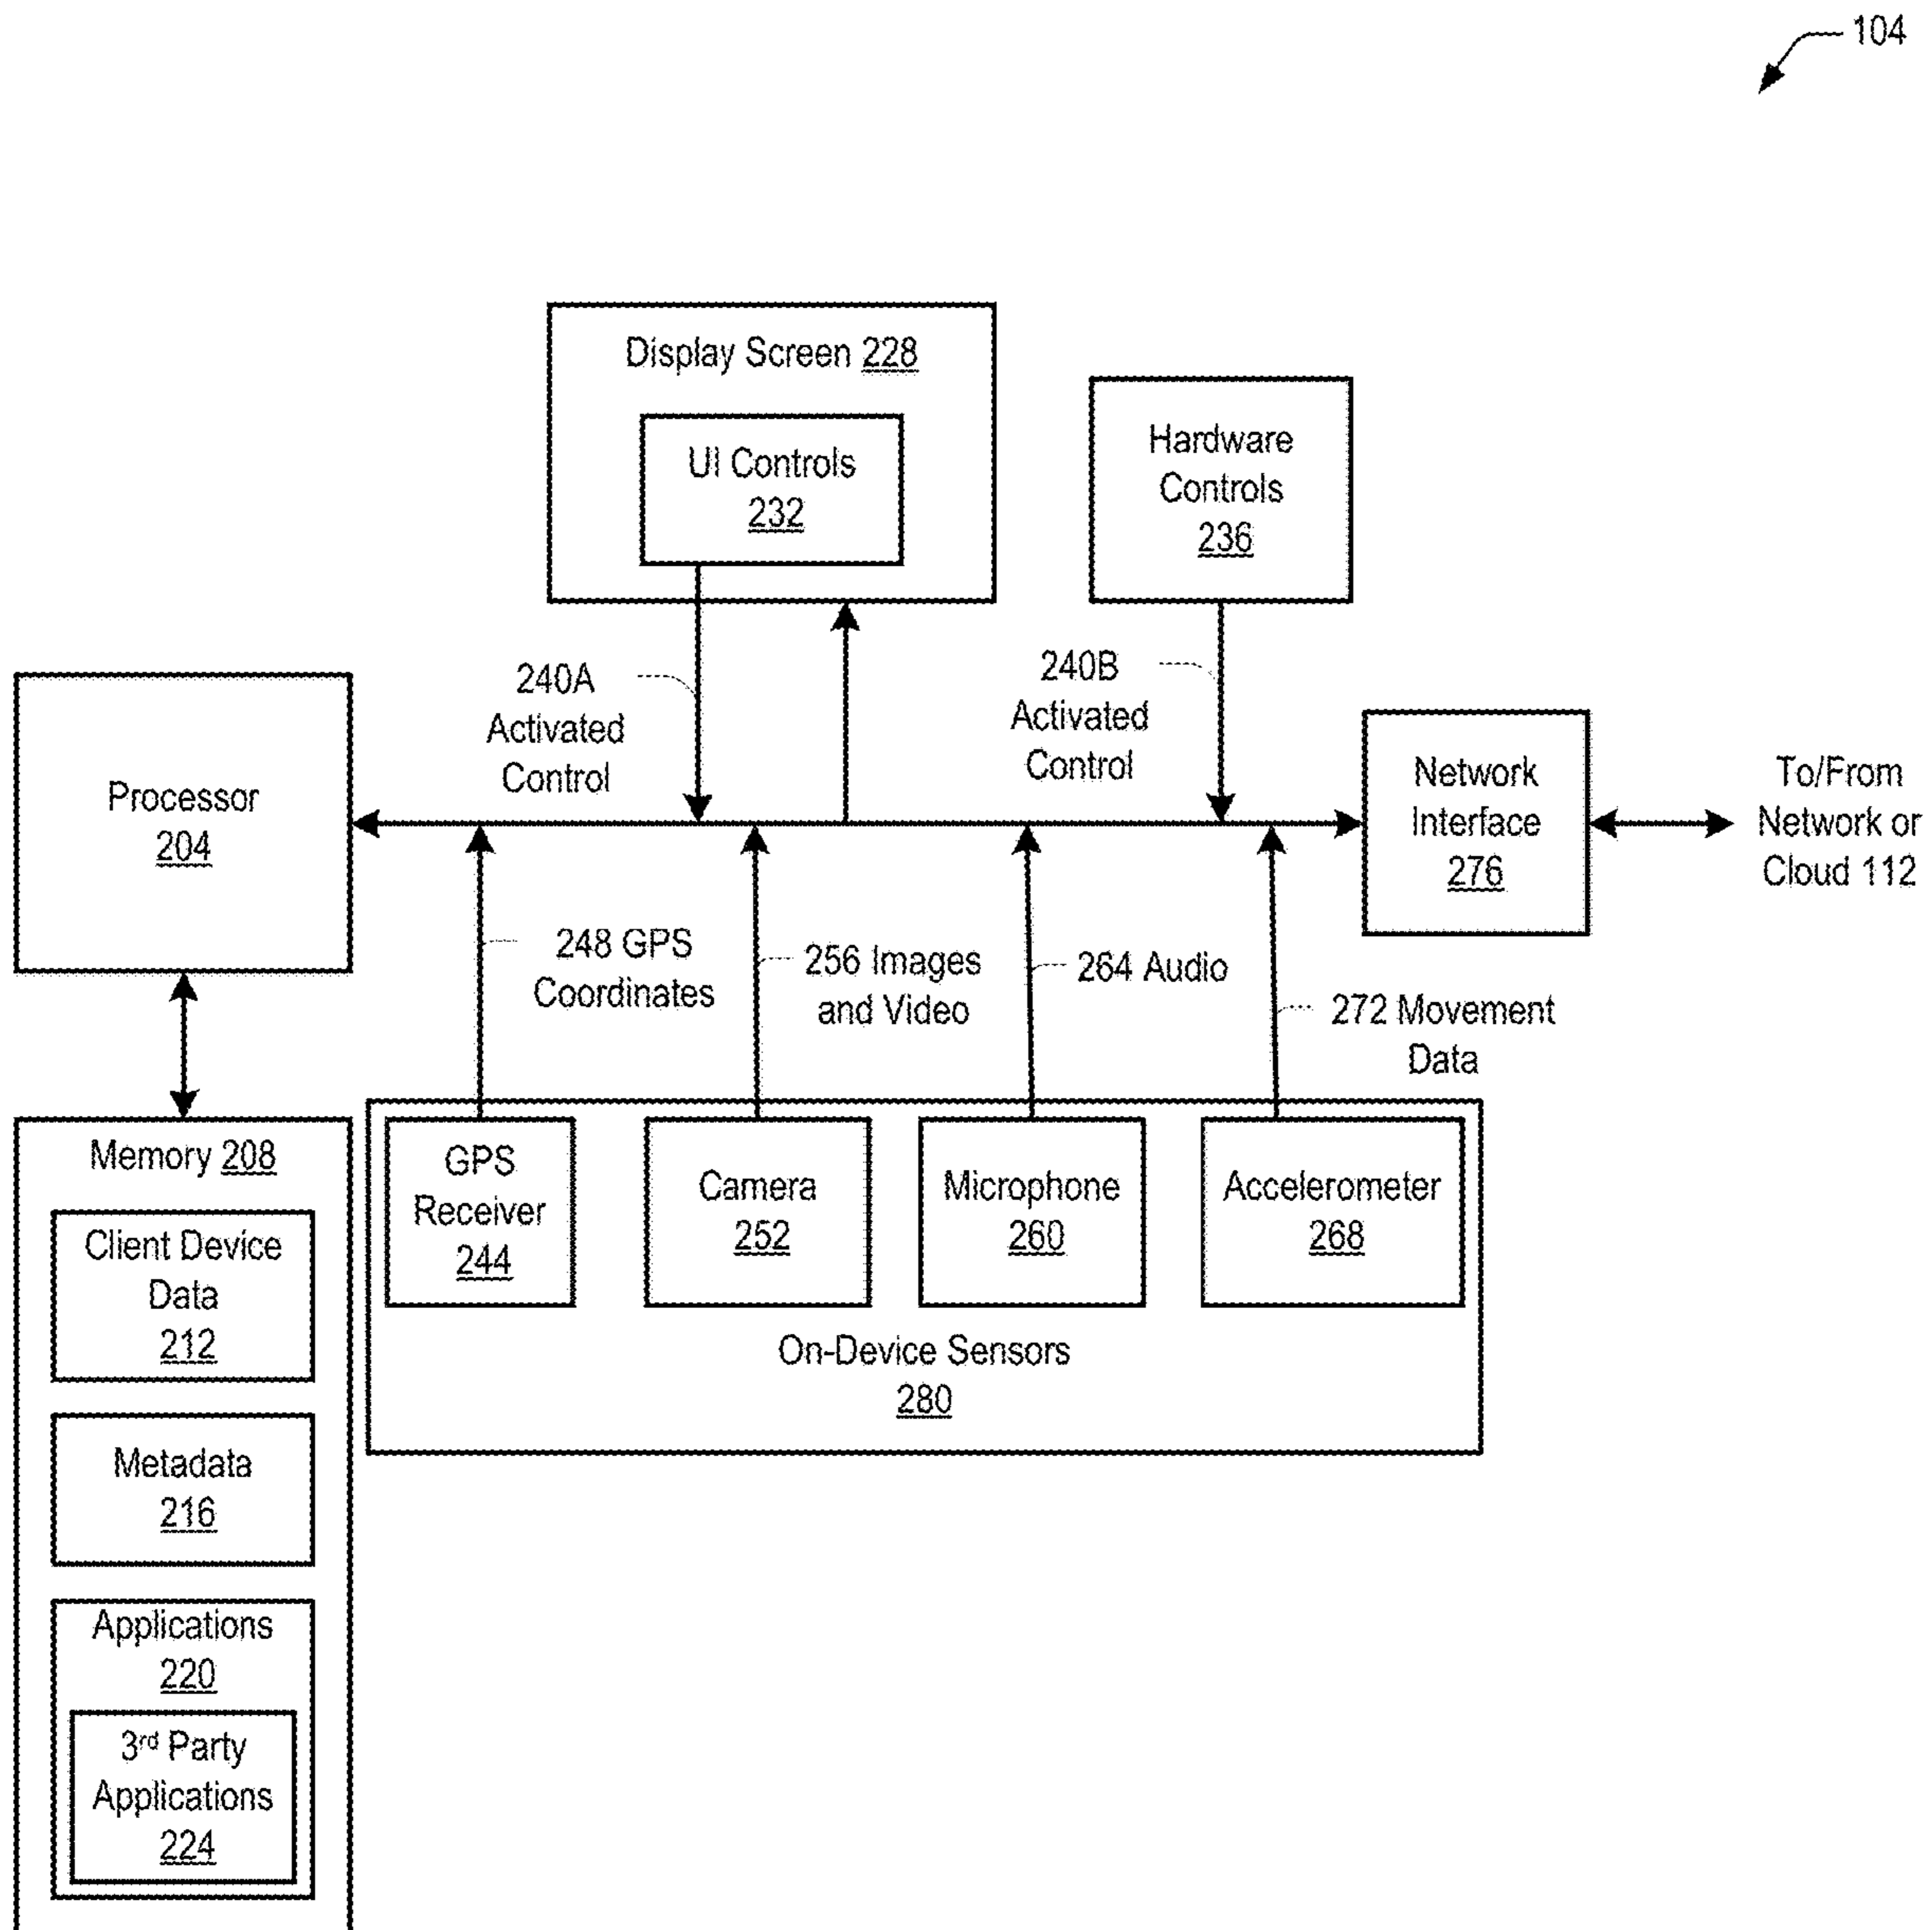 104
Display Screen 228
UI Controls
232
Hardware
Controls
236
240A
Activated
Control
240B
Activated
Control
Processor
204
Network
Interface
276
To/From
Network or
Cloud 112
248 GPS
Coordinates
256 Images
and Video
264 Audio
272 Movement
Data
Memory 208
Client Device
Data
212
Metadata
216
Applications
220
3rd Party
Applications
224
GPS
Receiver
244
Camera
252
Microphone
260
Accelerometer
268
On-Device Sensors
280